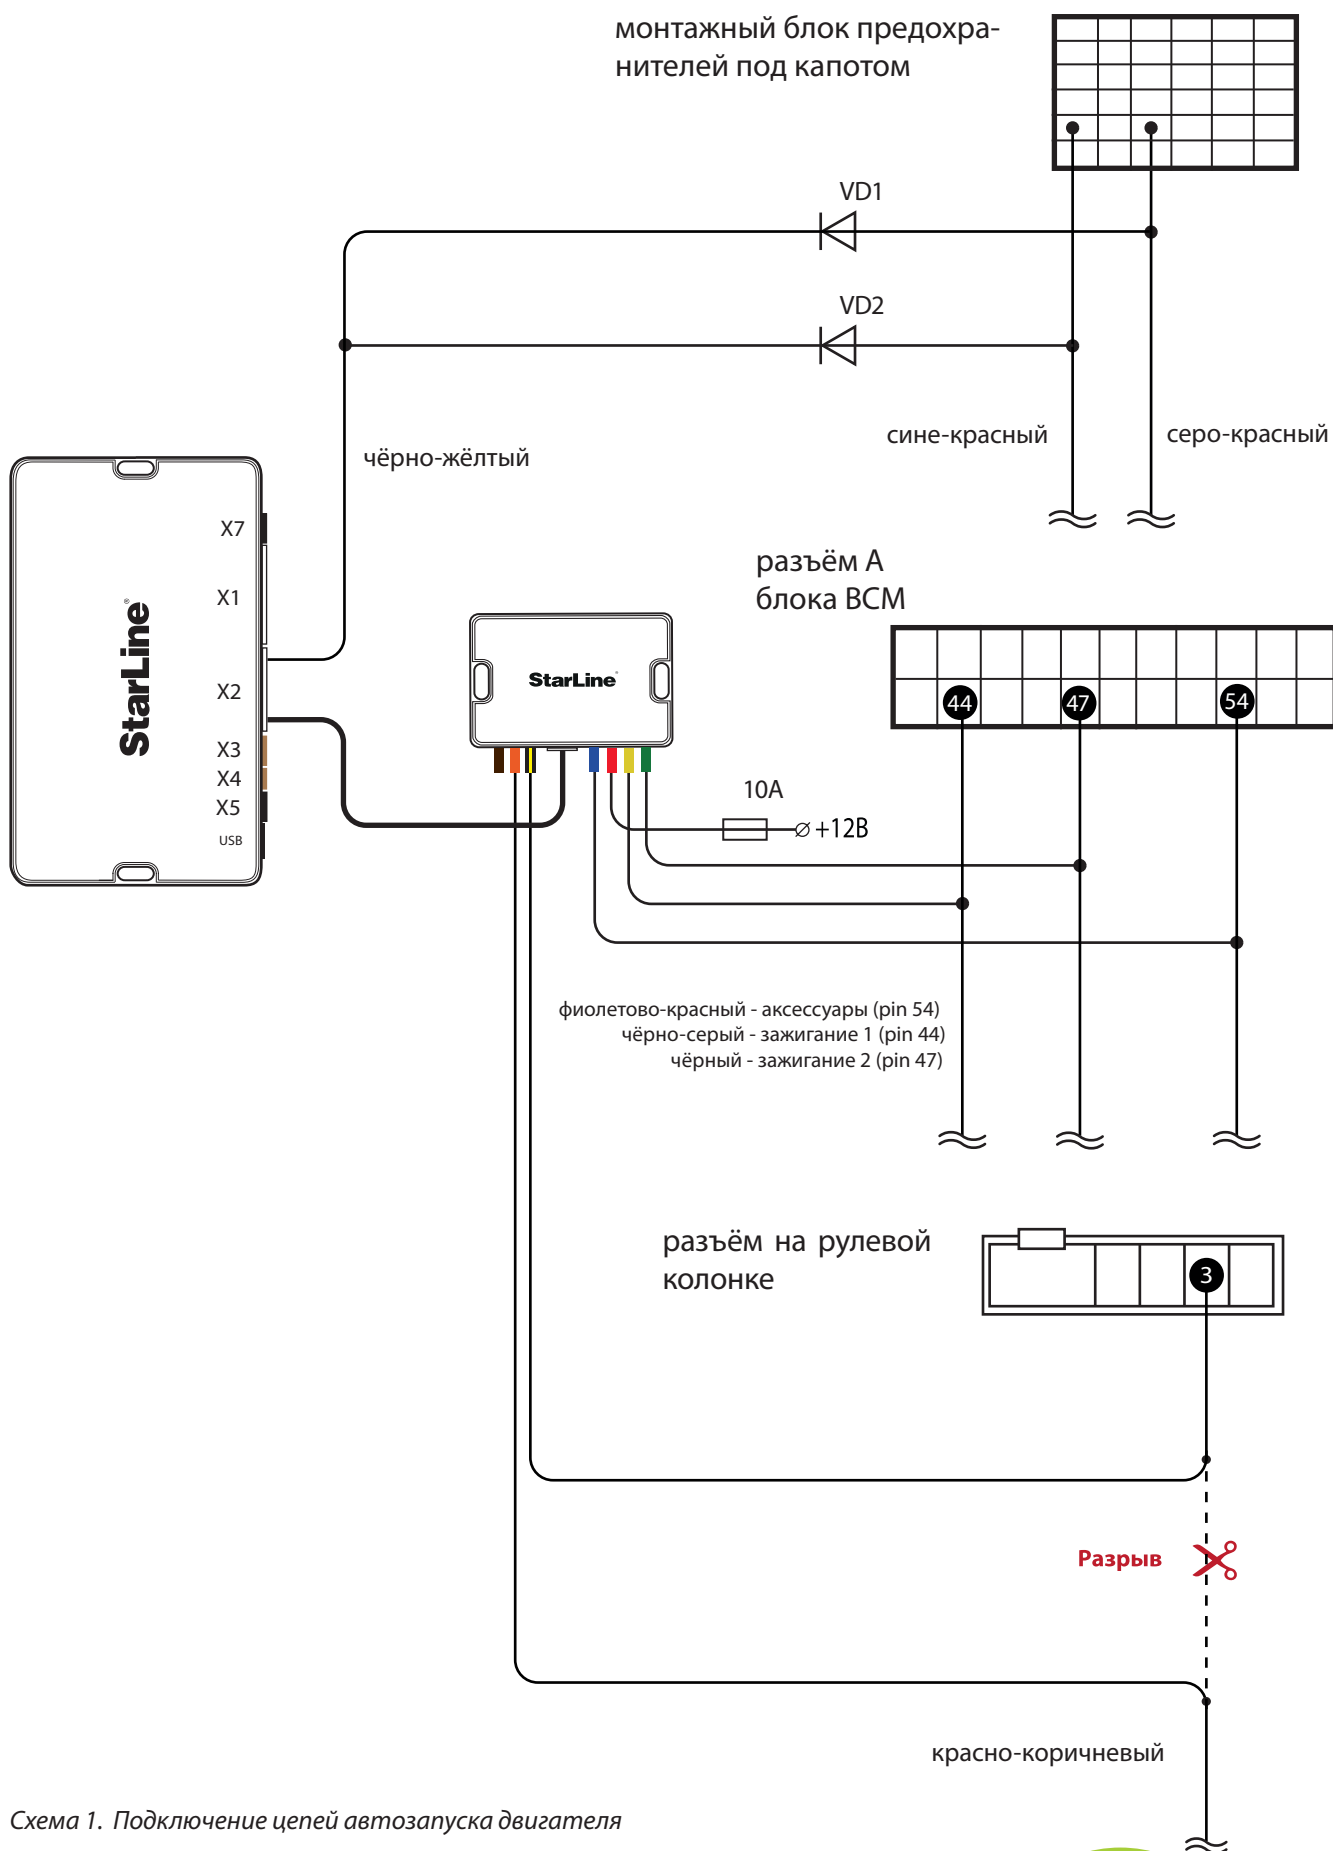 монтажный блок предохра-
нителей под капотом
VD1
VD2
сине-красный
серо-красный
чёрно-жёлтый
X7
X1
X2
X3
X4
X5
USB
StarLine®
разъём А
блока BCM
StarLine®
44
47
54
10А
+12В
фиолетово-красный - аксессуары (pin 54)
чёрно-серый - зажигание 1 (pin 44)
чёрный - зажигание 2 (pin 47)
разъём на рулевой
колонке
3
Разрыв
красно-коричневый
Схема 1. Подключение цепей автозапуска двигателя